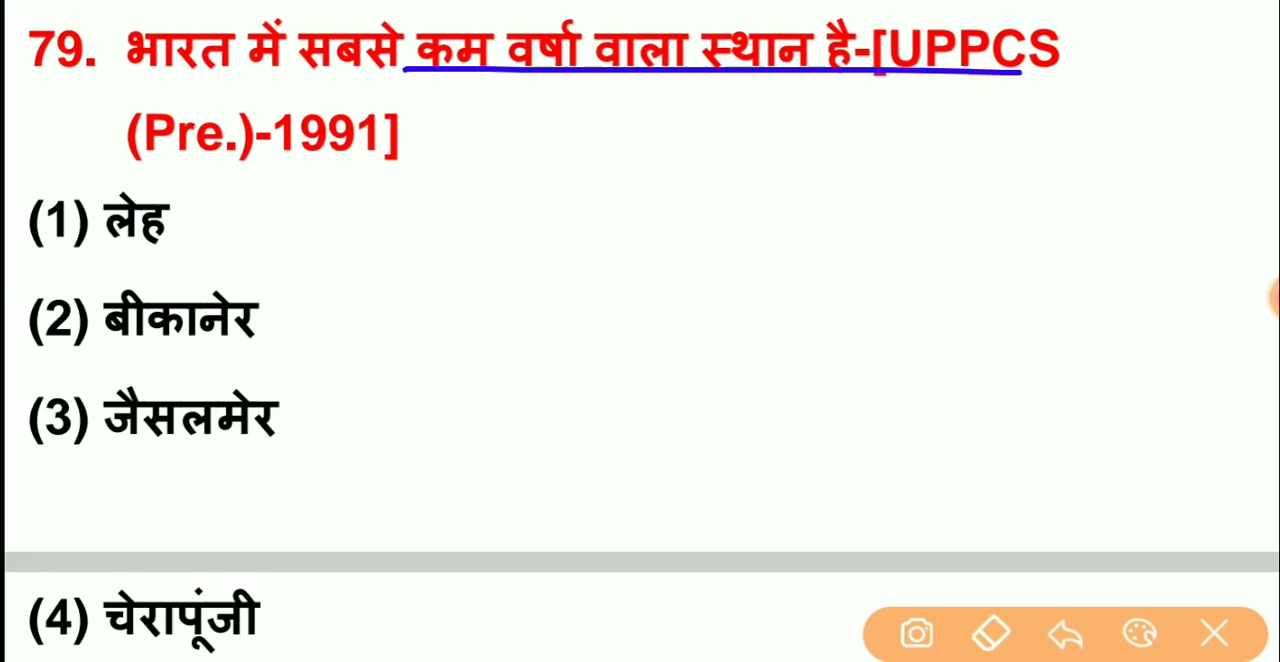 79. भारत में सबसे कम वर्षा वाला स्थान है-[UPPCS
(Pre.)-1991]
(1) लेह
(2) बीकानेर
(3) जैसलमेर
(4) चेरापूंजी